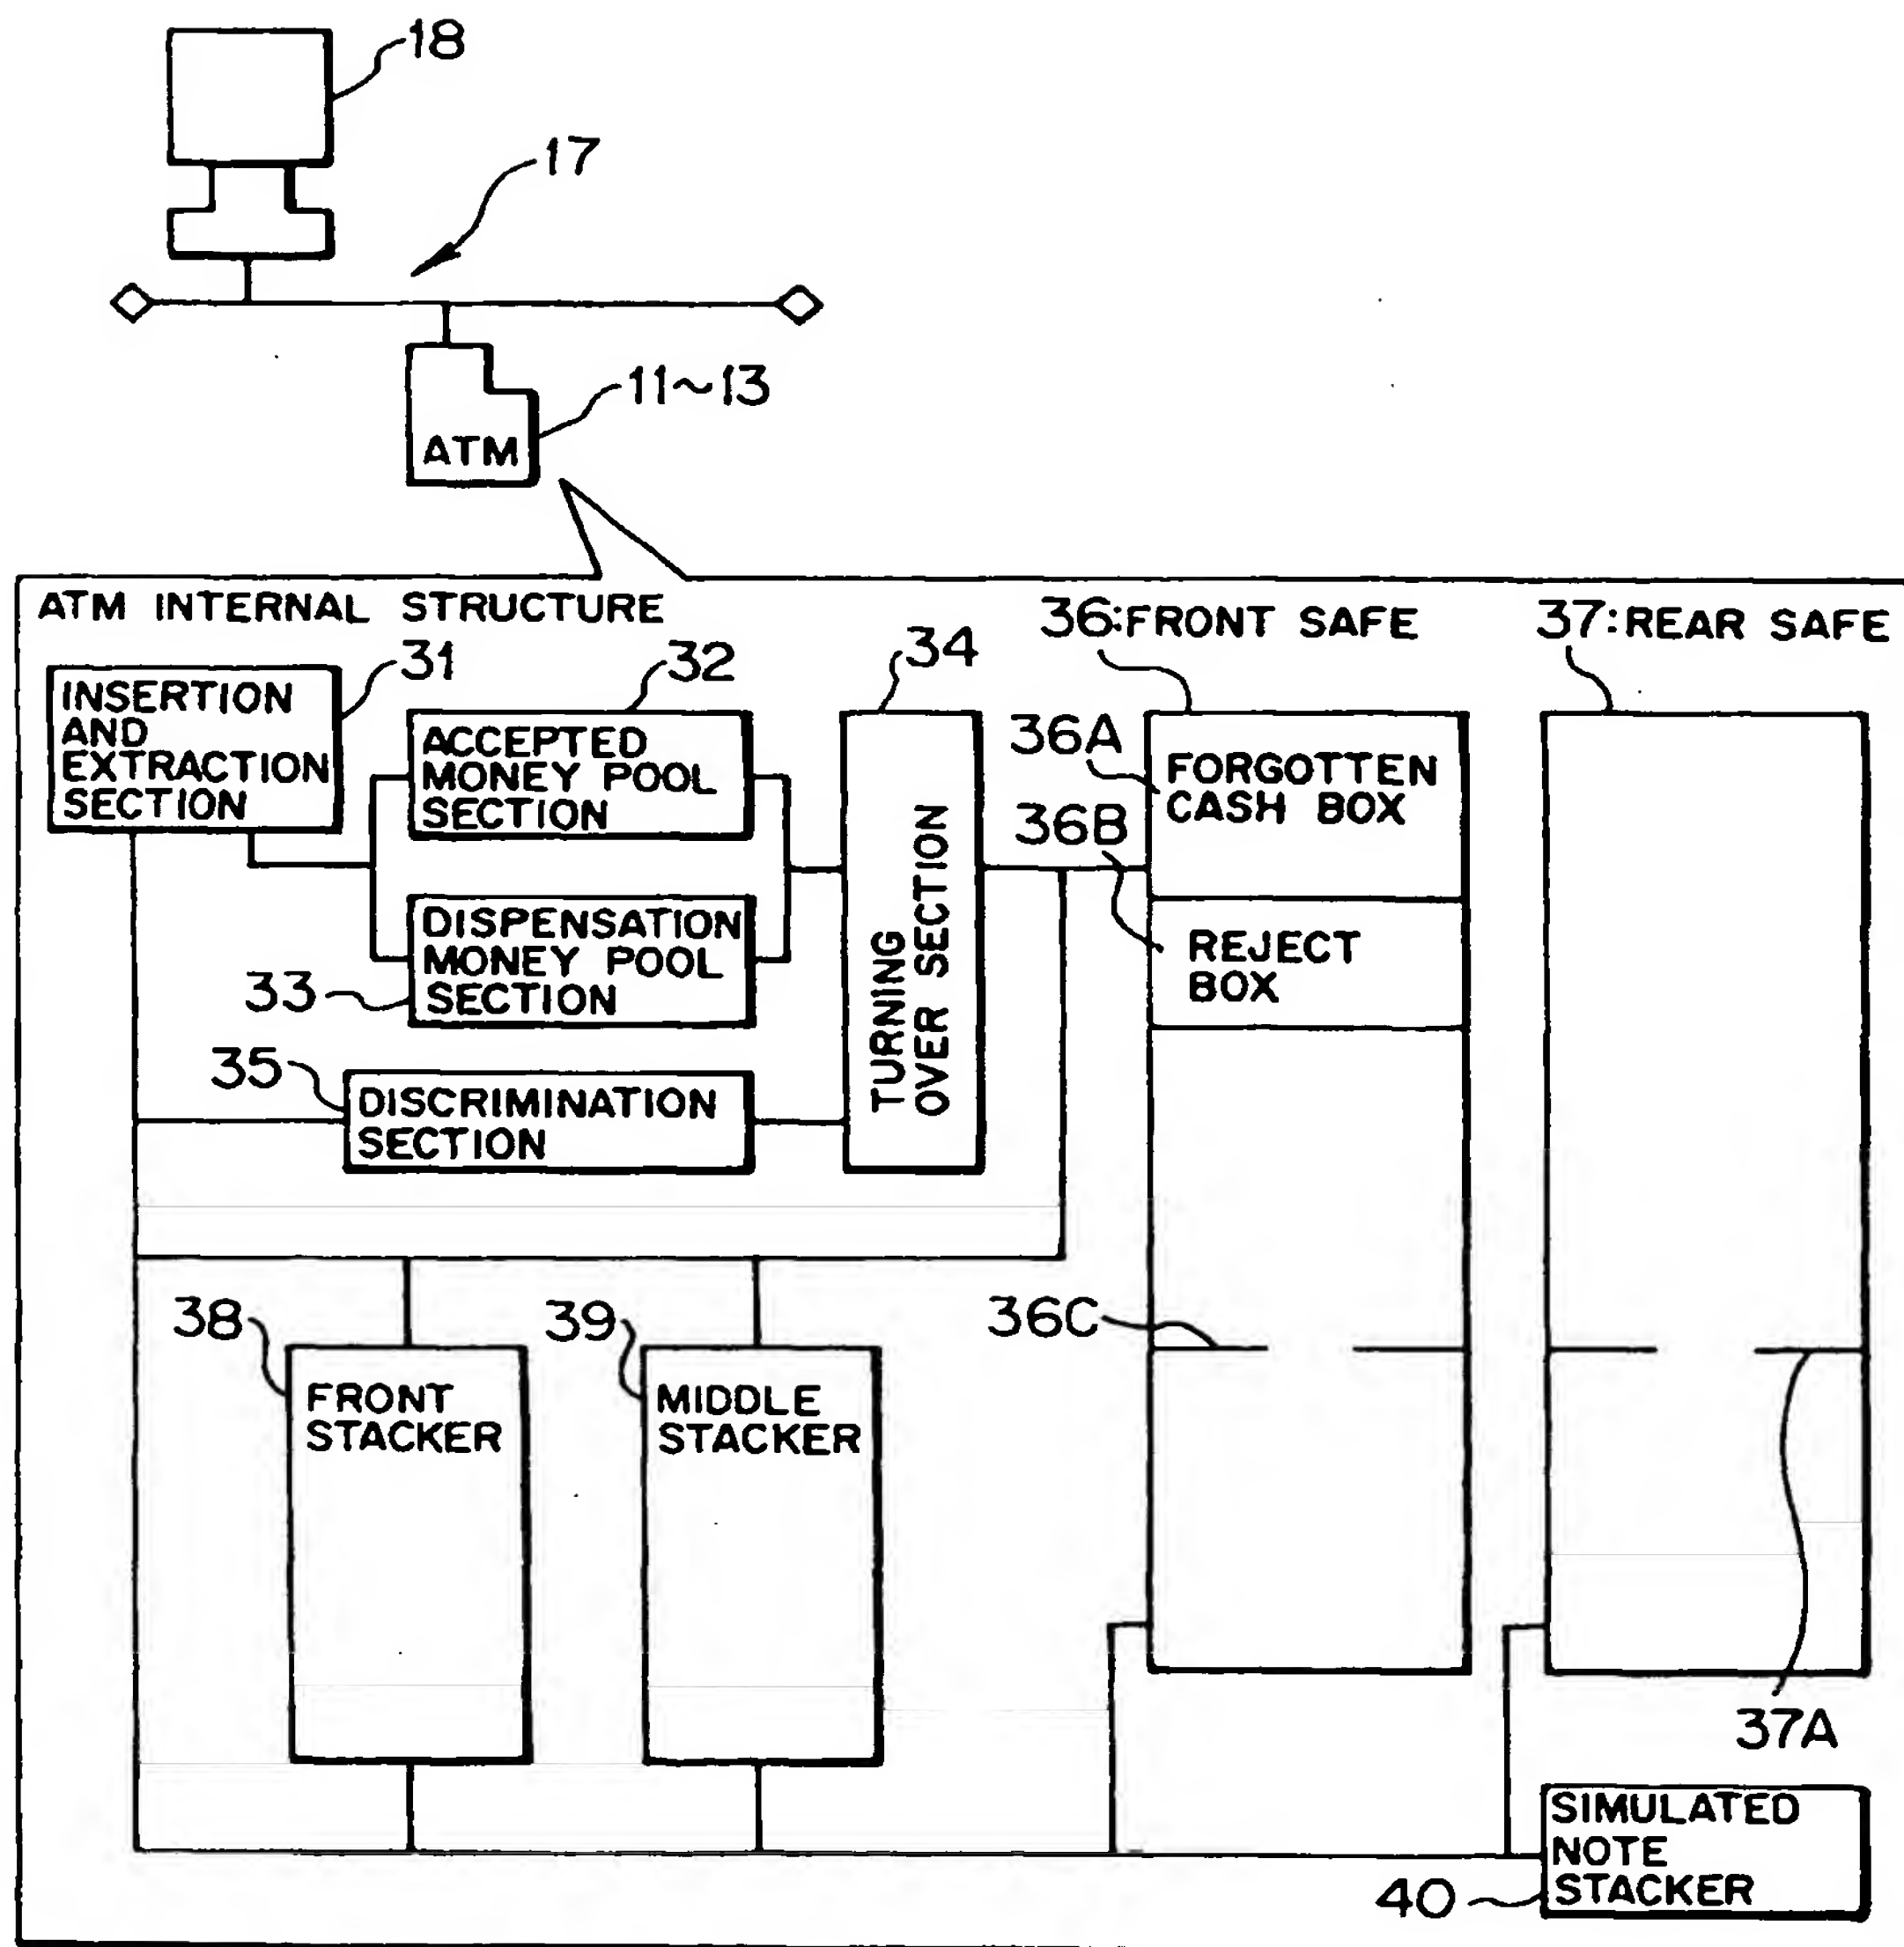 18
17
11~13
ATM
ATM INTERNAL STRUCTURE
36:FRONT SAFE
37:REAR SAFE
31
32
34
INSERTION
AND
EXTRACTION
SECTION
ACCEPTED
MONEY POOL
SECTION
36A
FORGOTTEN
CASH BOX
36B
DISPENSATION
MONEY POOL
SECTION
33
TURNING
OVER SECTION
REJECT
BOX
35
DISCRIMINATION
SECTION
38
39
36C
FRONT
STACKER
MIDDLE
STACKER
37A
SIMULATED
NOTE
STACKER
40